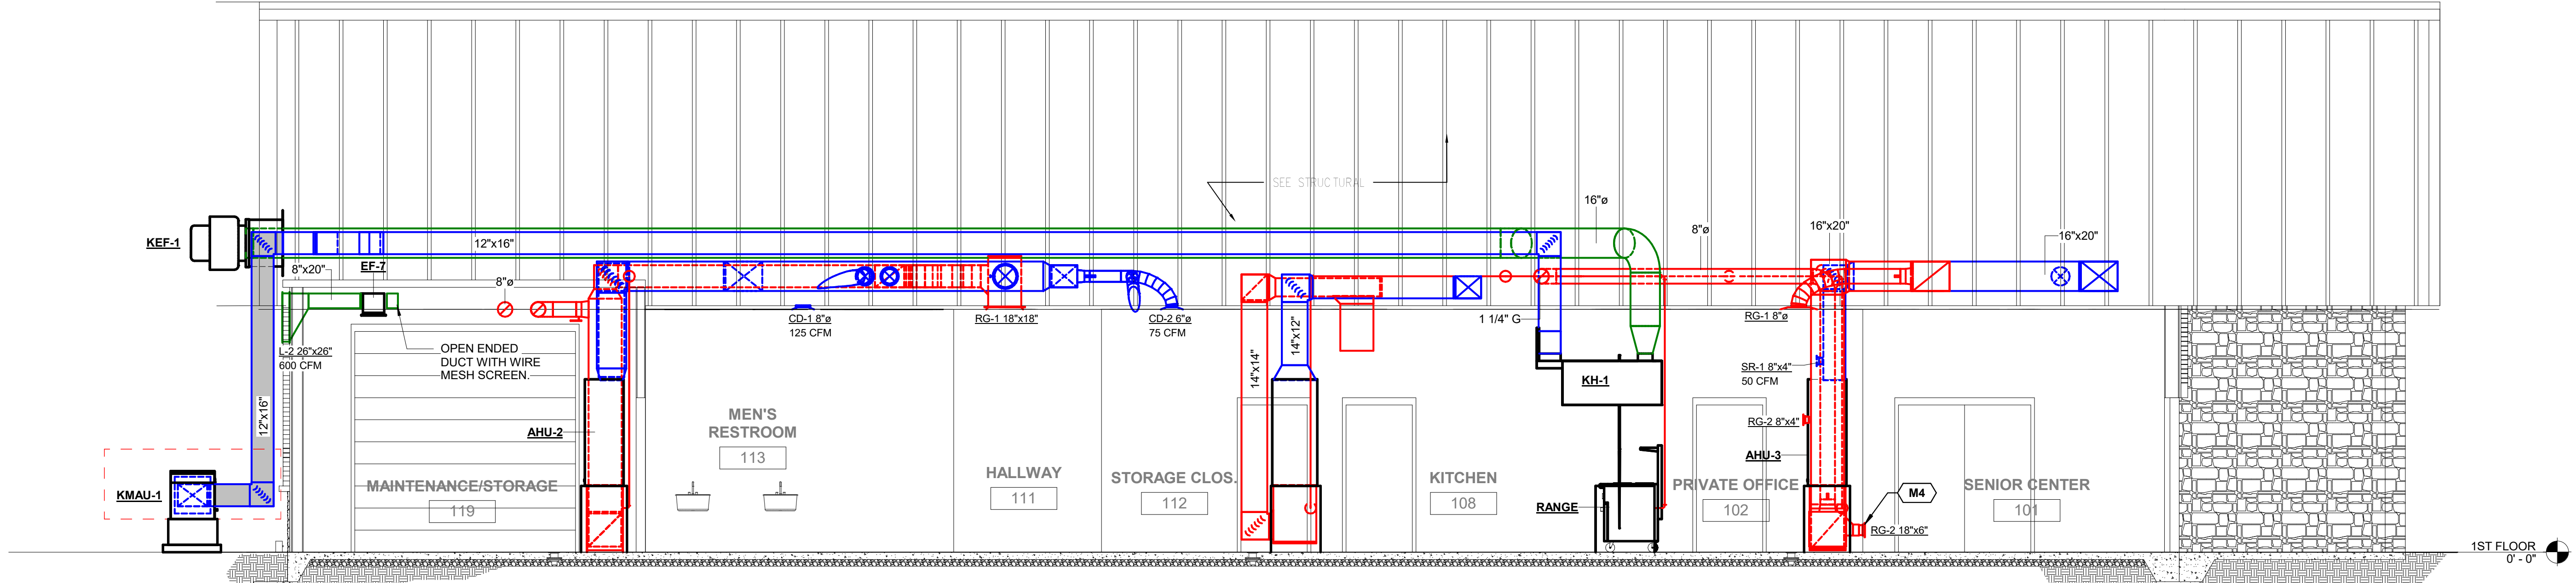 SEE STRUCTURAL
16"ø
8"ø
16"x20"
16"x20"
KEF-1
12"x16"
8"x20"
EF-7
8"ø
CD-1 8"ø
125 CFM
RG-1 18"x18"
CD-2 6"ø
75 CFM
1 1/4" G
RG-1 8"ø
L-2 26"x26"
600 CFM
OPEN ENDED
DUCT WITH WIRE
MESH SCREEN.
14"x12"
14"x14"
KH-1
SR-1 8"x4"
50 CFM
12"x16"
AHU-2
MEN'S
RESTROOM
113
RG-2 8"x4"
AHU-3
KMAU-1
MAINTENANCE/STORAGE
119
HALLWAY
111
STORAGE CLOS.
112
KITCHEN
108
RANGE
PRIVATE OFFICE
102
M4
SENIOR CENTER
101
RG-2 18"x6"
1ST FLOOR
0' - 0"